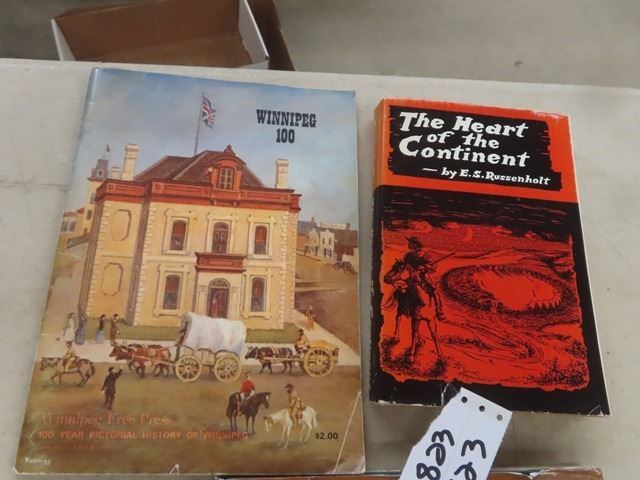 WINNIPEG
100
Winnipeg Free Press
100 YEAR PICTORIAL HISTORY OF WINNIPEG
$2.00
The Heart
of the
Continent
— by E.S. Russenholt
823